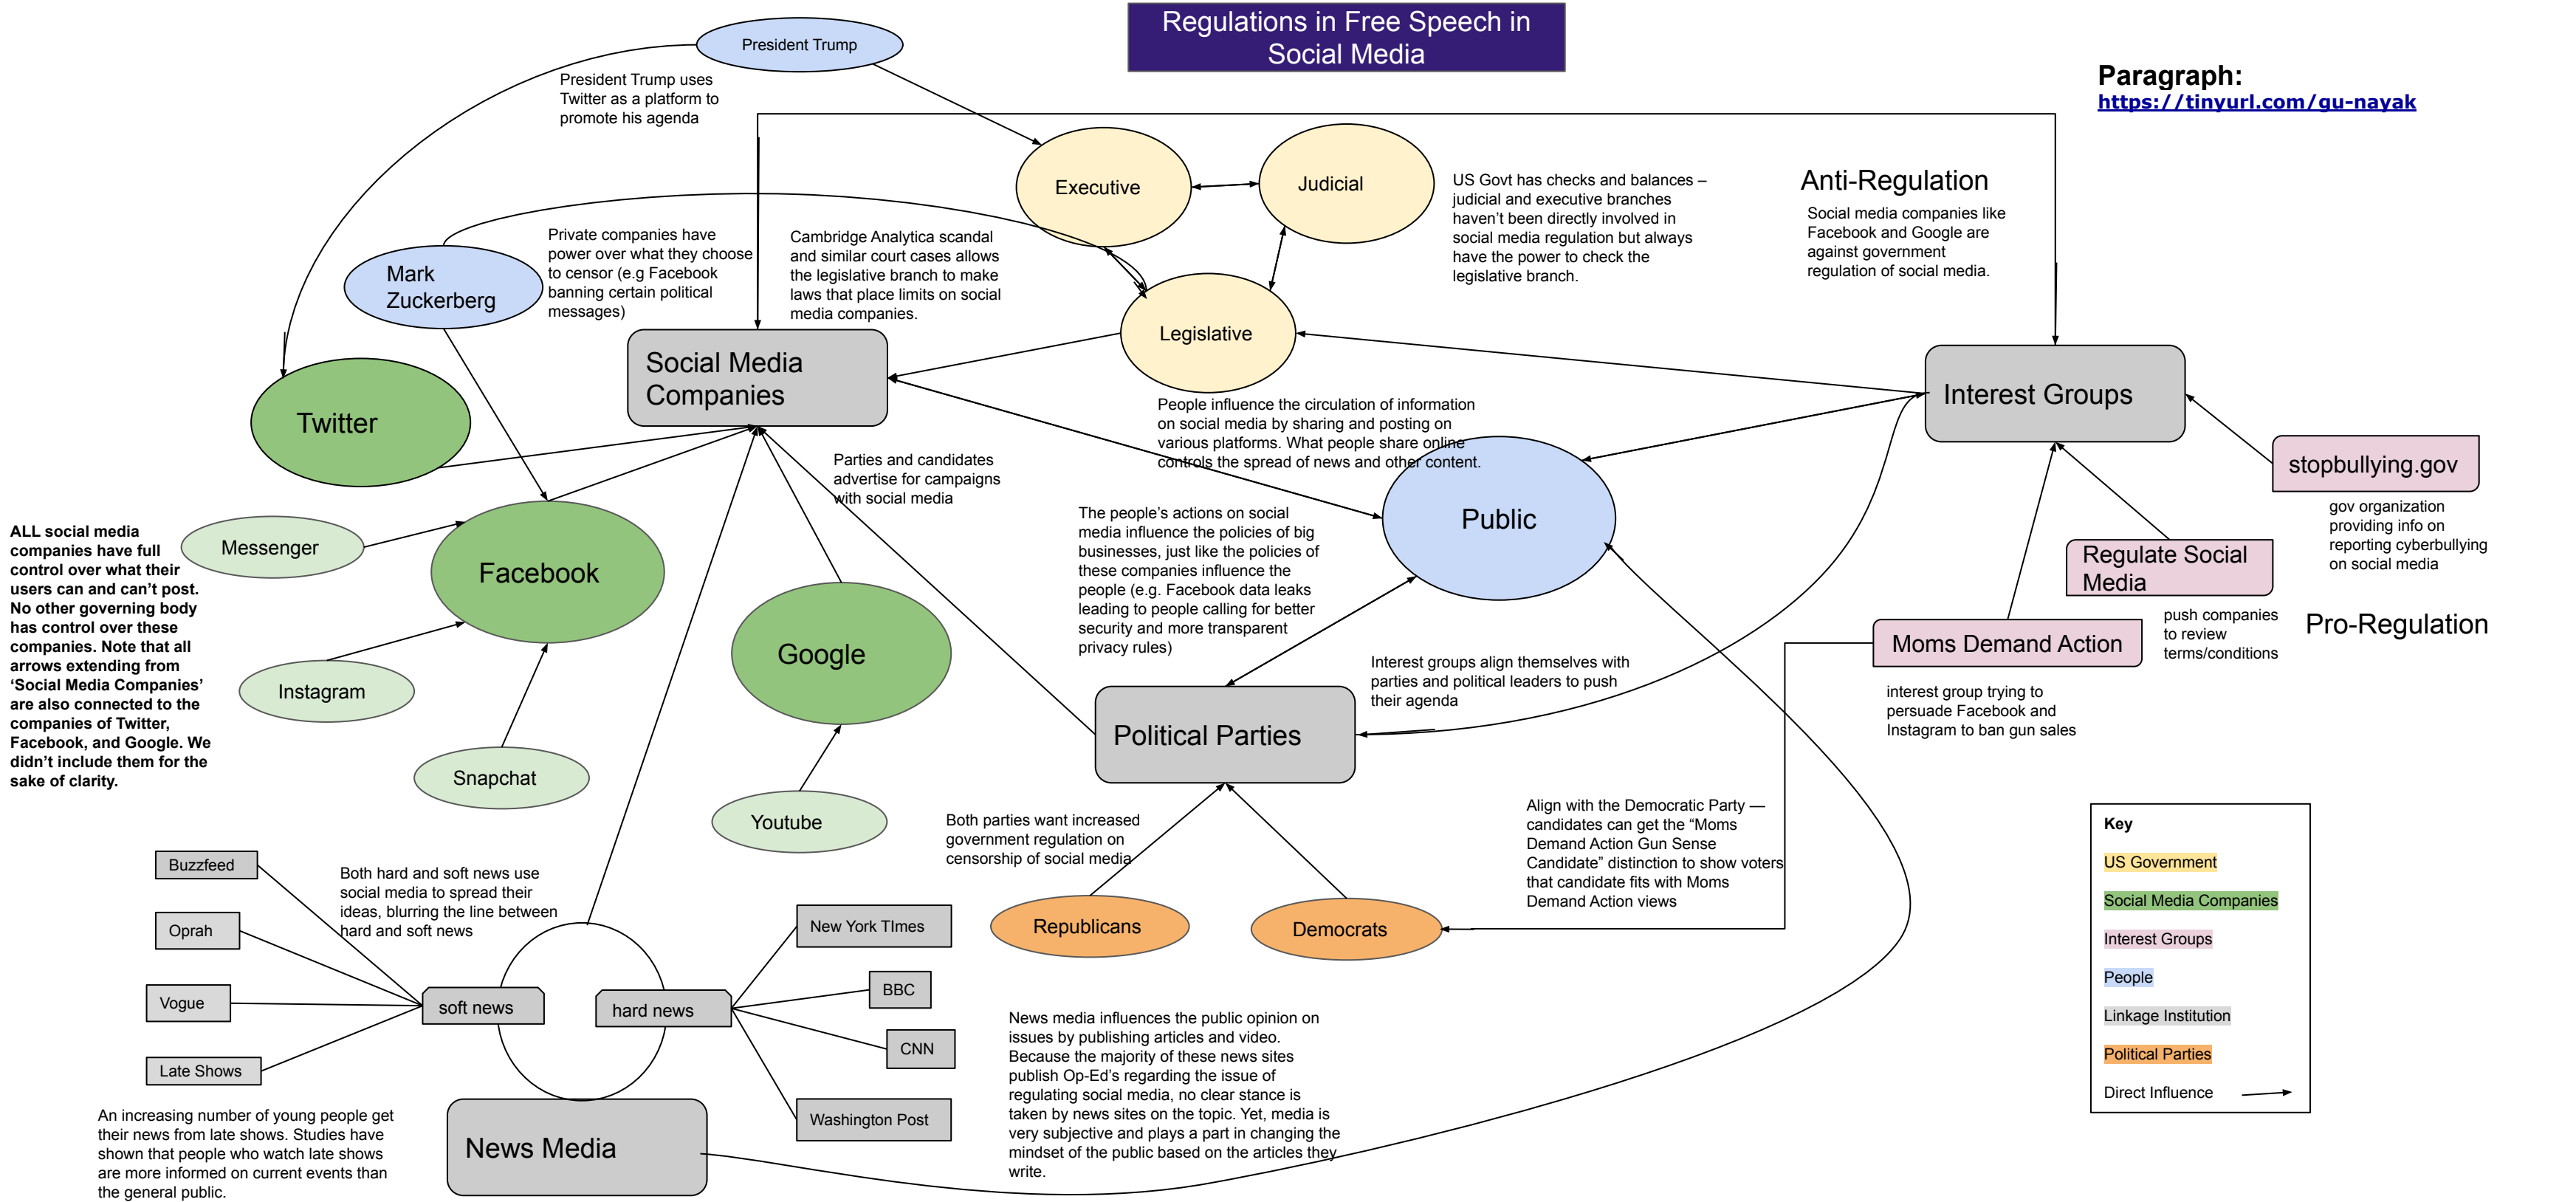 Regulations in Free Speech in
Social Media
President Trump
President Trump uses
Twitter as a platform to
promote his agenda
Paragraph:
https://tinyurl.com/gu-nayak
Executive
Judicial
US Govt has checks and balances –
judicial and executive branches
haven't been directly involved in
social media regulation but always
have the power to check the
legislative branch.
Anti-Regulation
Social media companies like
Facebook and Google are
against government
regulation of social media.
Mark
Zuckerberg
Private companies have
power over what they choose
to censor (e.g Facebook
banning certain political
messages)
Cambridge Analytica scandal
and similar court cases allows
the legislative branch to make
laws that place limits on social
media companies.
Legislative
Social Media
Companies
Interest Groups
Twitter
People influence the circulation of information
on social media by sharing and posting on
various platforms. What people share online
controls the spread of news and other content.
Parties and candidates
advertise for campaigns
with social media
stopbullying.gov
gov organization
providing info on
reporting cyberbullying
on social media
Public
The people's actions on social
media influence the policies of big
businesses, just like the policies of
these companies influence the
people (e.g. Facebook data leaks
leading to people calling for better
security and more transparent
privacy rules)
ALL social media
companies have full
control over what their
users can and can't post.
No other governing body
has control over these
companies. Note that all
arrows extending from
'Social Media Companies'
are also connected to the
companies of Twitter,
Facebook, and Google. We
didn't include them for the
sake of clarity.
Messenger
Facebook
Instagram
Snapchat
Google
Youtube
Regulate Social
Media
push companies
to review
terms/conditions
Pro-Regulation
Moms Demand Action
interest group trying to
persuade Facebook and
Instagram to ban gun sales
Interest groups align themselves with
parties and political leaders to push
their agenda
Political Parties
Both parties want increased
government regulation on
censorship of social media
Align with the Democratic Party —
candidates can get the “Moms
Demand Action Gun Sense
Candidate” distinction to show voters
that candidate fits with Moms
Demand Action views
Republicans
Democrats
Key
US Government
Social Media Companies
Interest Groups
People
Linkage Institution
Political Parties
Direct Influence
Buzzfeed
Oprah
Vogue
Late Shows
Both hard and soft news use
social media to spread their
ideas, blurring the line between
hard and soft news
soft news
hard news
New York TImes
BBC
CNN
Washington Post
News Media
An increasing number of young people get
their news from late shows. Studies have
shown that people who watch late shows
are more informed on current events than
the general public.
News media influences the public opinion on
issues by publishing articles and video.
Because the majority of these news sites
publish Op-Ed's regarding the issue of
regulating social media, no clear stance is
taken by news sites on the topic. Yet, media is
very subjective and plays a part in changing the
mindset of the public based on the articles they
write.